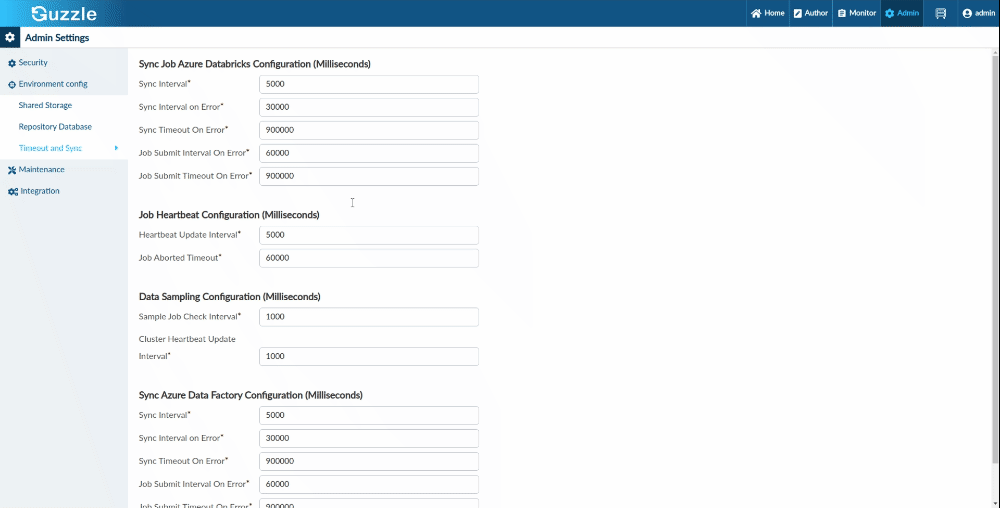 Guzzle
Home Author Monitor Admin admin
Admin Settings
Security
Environment config
Shared Storage
Repository Database
Timeout and Sync
Maintenance
Integration
Sync Job Azure Databricks Configuration (Milliseconds)
Sync Interval* 5000
Sync Interval on Error* 30000
Sync Timeout On Error* 900000
Job Submit Interval On Error* 60000
Job Submit Timeout On Error* 900000
Job Heartbeat Configuration (Milliseconds)
Heartbeat Update Interval* 5000
Job Aborted Timeout* 60000
Data Sampling Configuration (Milliseconds)
Sample Job Check Interval* 1000
Cluster Heartbeat Update
Interval* 1000
Sync Azure Data Factory Configuration (Milliseconds)
Sync Interval* 5000
Sync Interval on Error* 30000
Sync Timeout On Error* 900000
Job Submit Interval On Error* 60000
Job Submit Timeout On Error* 900000